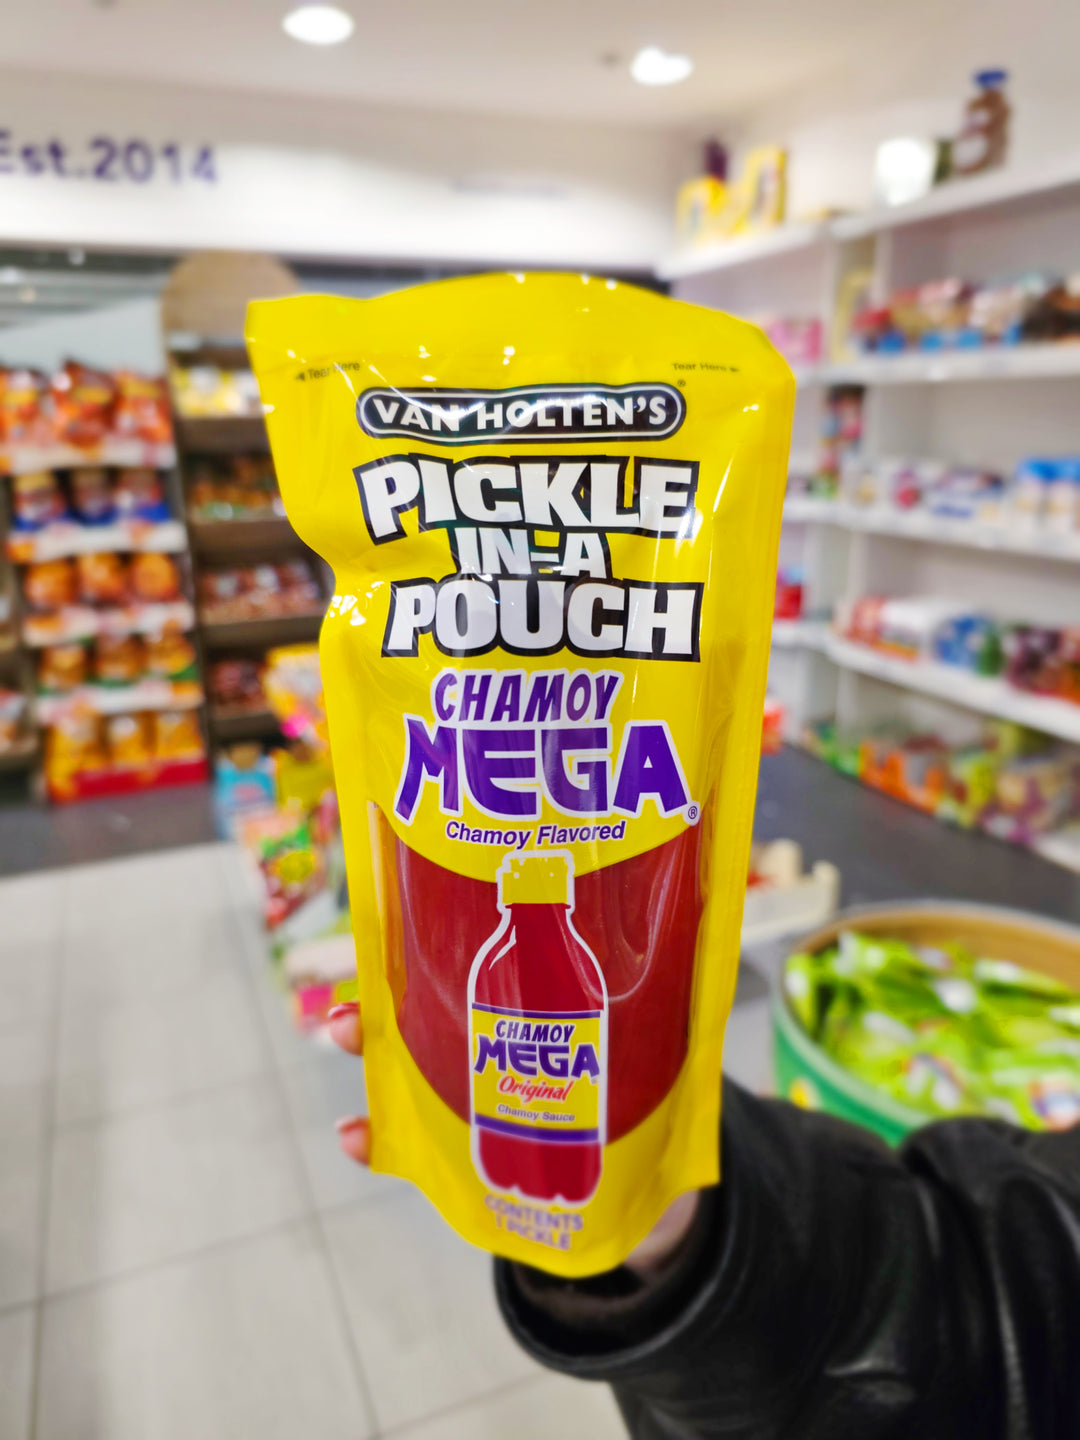 Est.2014
Tear Here
Tear Here
VAN HOLTEN'S®
PICKLE
IN-A
POUCH
CHAMOY
MEGA®
Chamoy Flavored
CHAMOY
MEGA
Original
Chamoy Sauce
CONTENTS
1 PICKLE